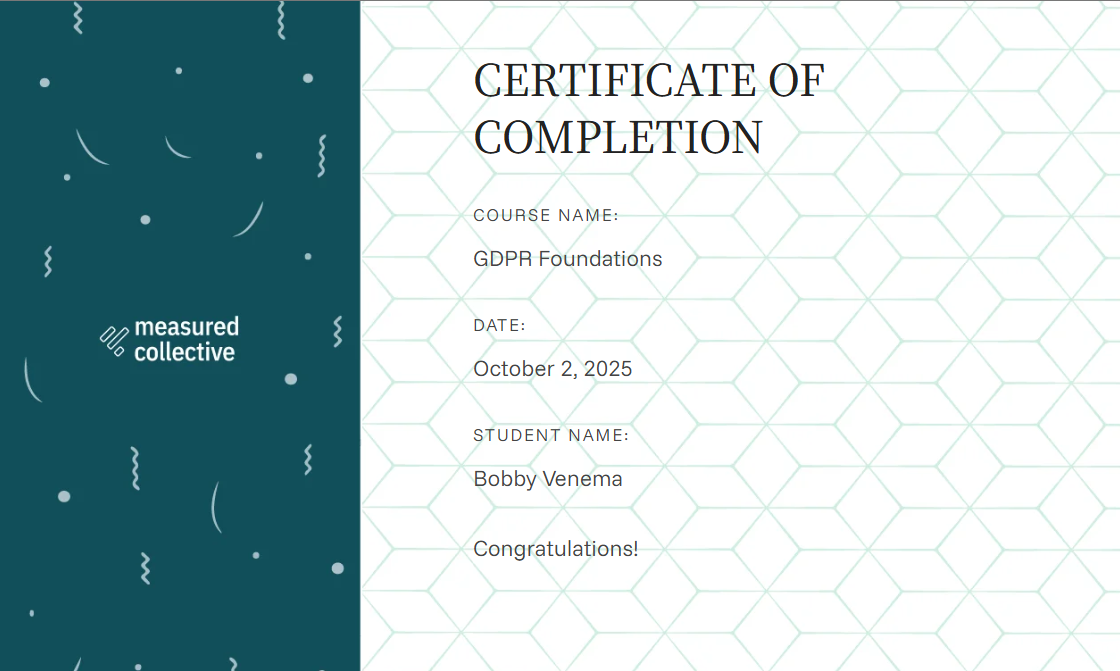 measured
collective
CERTIFICATE OF
COMPLETION
COURSE NAME:
GDPR Foundations
DATE:
October 2, 2025
STUDENT NAME:
Bobby Venema
Congratulations!